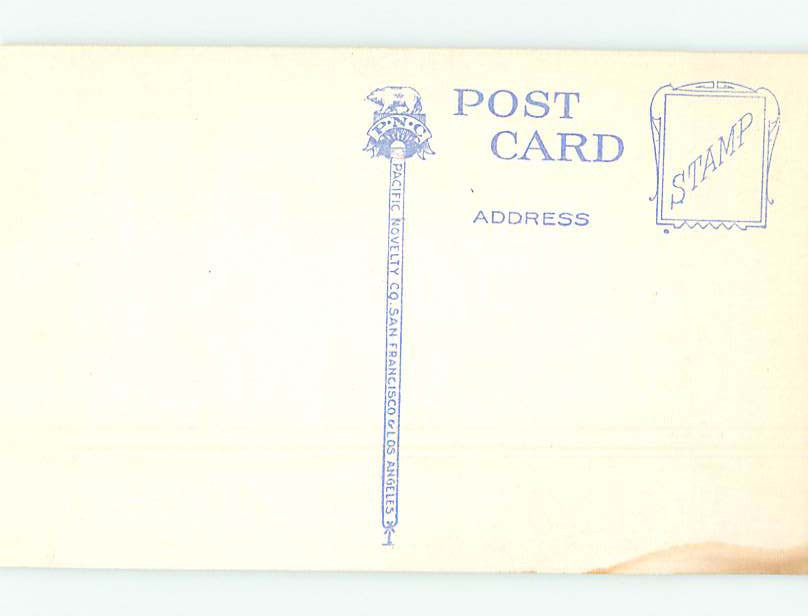 P·N·C
POST
CARD
STAMP
ADDRESS
PACIFIC NOVELTY CO. SAN FRANCISCO & LOS ANGELES